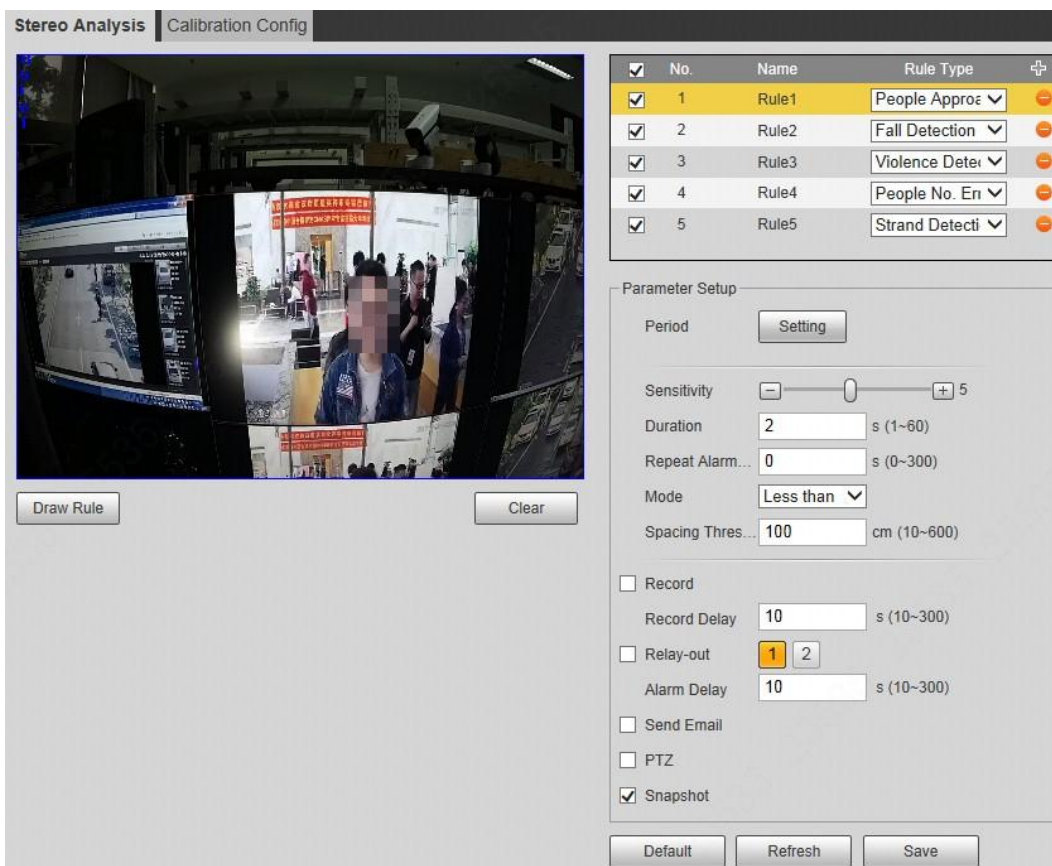 Stereo Analysis Calibration Config
No. Name Rule Type
1 Rule1 People Approa
2 Rule2 Fall Detection
3 Rule3 Violence Detec
4 Rule4 People No. Err
5 Rule5 Strand Detecti
Draw Rule Clear
Parameter Setup
Period Setting
Sensitivity 5
Duration 2 s (1~60)
Repeat Alarm... 0 s (0~300)
Mode Less than
Spacing Thres... 100 cm (10~600)
Record
Record Delay 10 s (10~300)
Relay-out 1 2
Alarm Delay 10 s (10~300)
Send Email
PTZ
Snapshot
Default Refresh Save